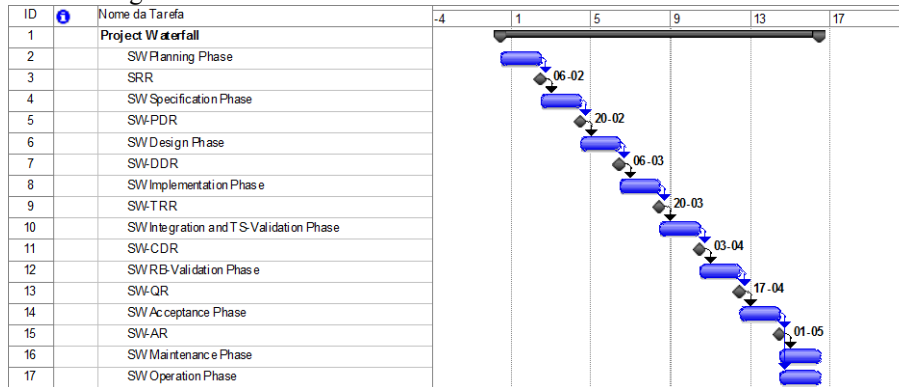 ID Nome da Tarefa -4 1 5 9 13 17
1 Project Waterfall
2 SW Planning Phase
3 SRR 06-02
4 SW Specification Phase
5 SW-PDR 20-02
6 SW Design Phase
7 SW-DDR 06-03
8 SW Implementation Phase
9 SW-TRR 20-03
10 SW Integration and TS-Validation Phase
11 SW-CDR 03-04
12 SW RB-Validation Phase
13 SW-QR 17-04
14 SW Acceptance Phase
15 SW-AR 01-05
16 SW Maintenance Phase
17 SW Operation Phase